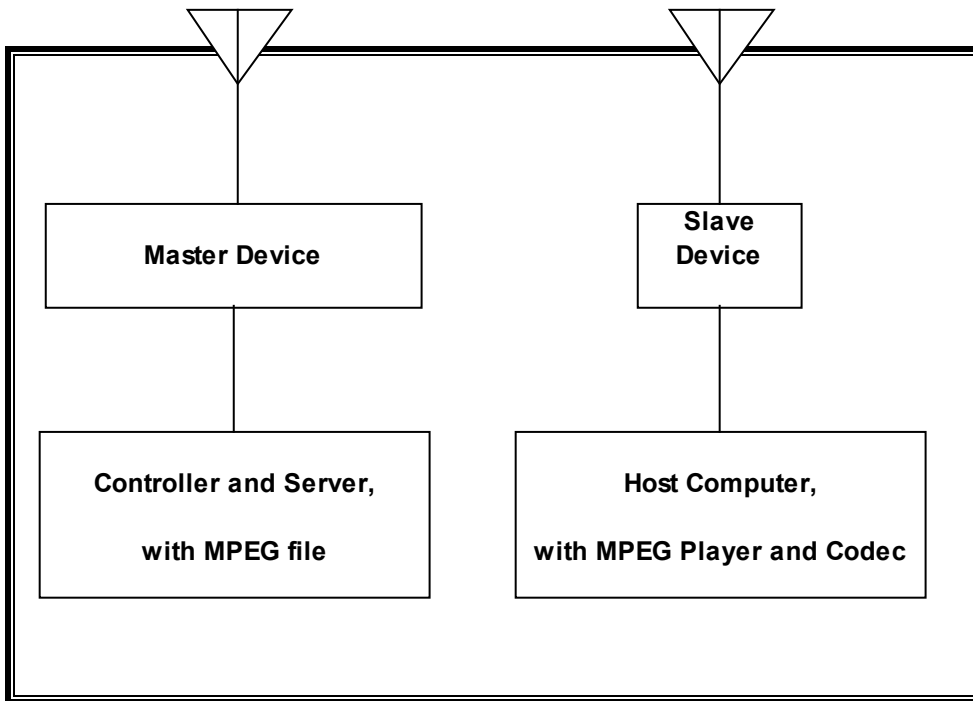 Master Device
Slave
Device
Controller and Server,
with MPEG file
Host Computer,
with MPEG Player and Codec